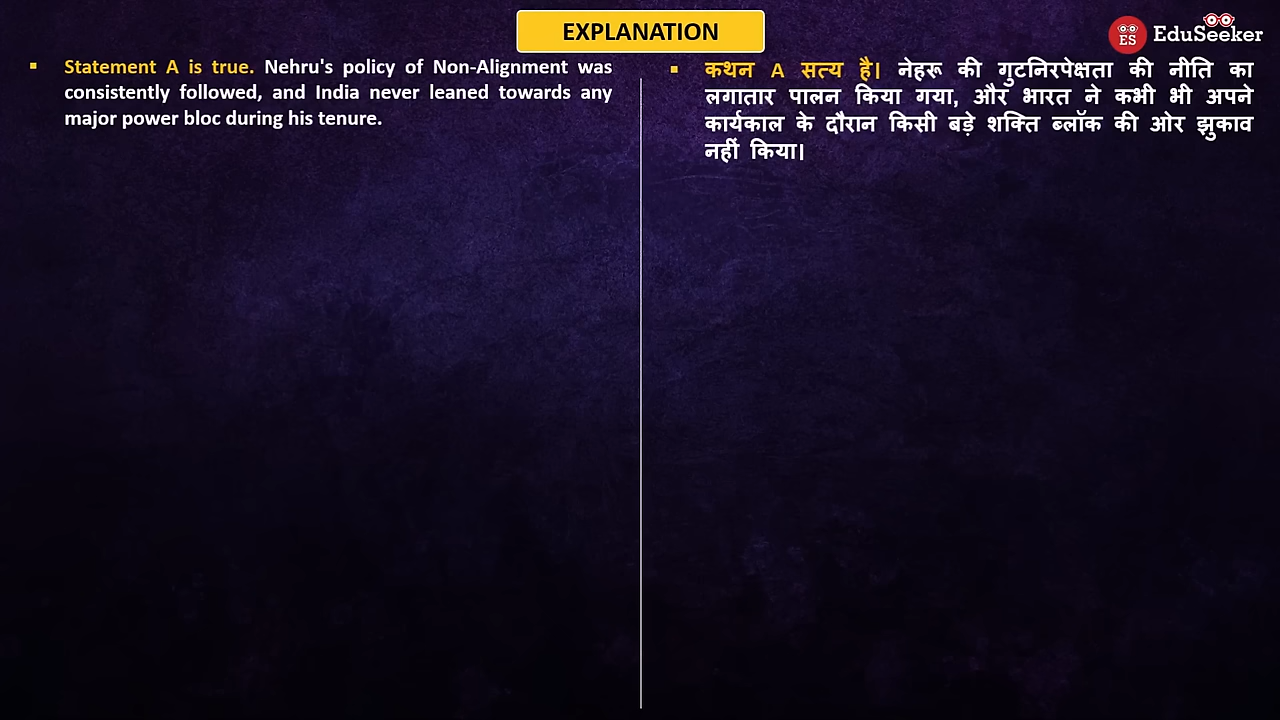 EXPLANATION
ES EduSeeker
▪ Statement A is true. Nehru's policy of Non-Alignment was
consistently followed, and India never leaned towards any
major power bloc during his tenure.
▪ कथन A सत्य है। नेहरू की गुटनिरपेक्षता की नीति का
लगातार पालन किया गया, और भारत ने कभी भी अपने
कार्यकाल के दौरान किसी बड़े शक्ति ब्लॉक की ओर झुकाव
नहीं किया।